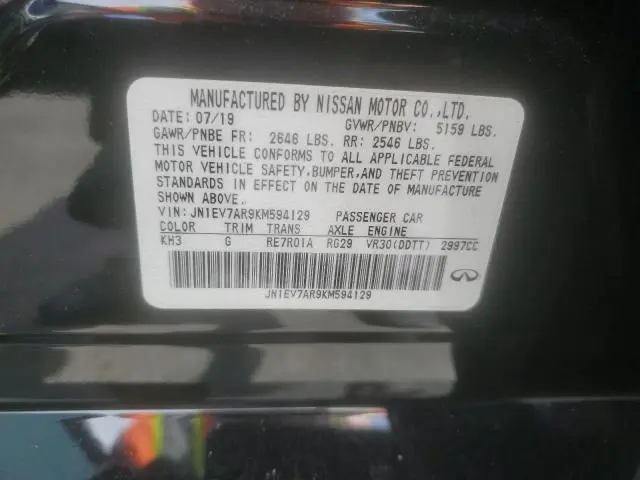 MANUFACTURED BY NISSAN MOTOR CO.,LTD.
DATE: 07/19 GVWR/PNBV: 5159 LBS.
GAWR/PNBE FR: 2646 LBS. RR: 2546 LBS.
THIS VEHICLE CONFORMS TO ALL APPLICABLE FEDERAL
MOTOR VEHICLE SAFETY,BUMPER,AND THEFT PREVENTION
STANDARDS IN EFFECT ON THE DATE OF MANUFACTURE
SHOWN ABOVE.
VIN: JN1EV7AR9KM594129 PASSENGER CAR
COLOR TRIM TRANS AXLE ENGINE
KH3 G RE7R01A RG29 VR30(DDTT) 2997CC
JN1EV7AR9KM594129